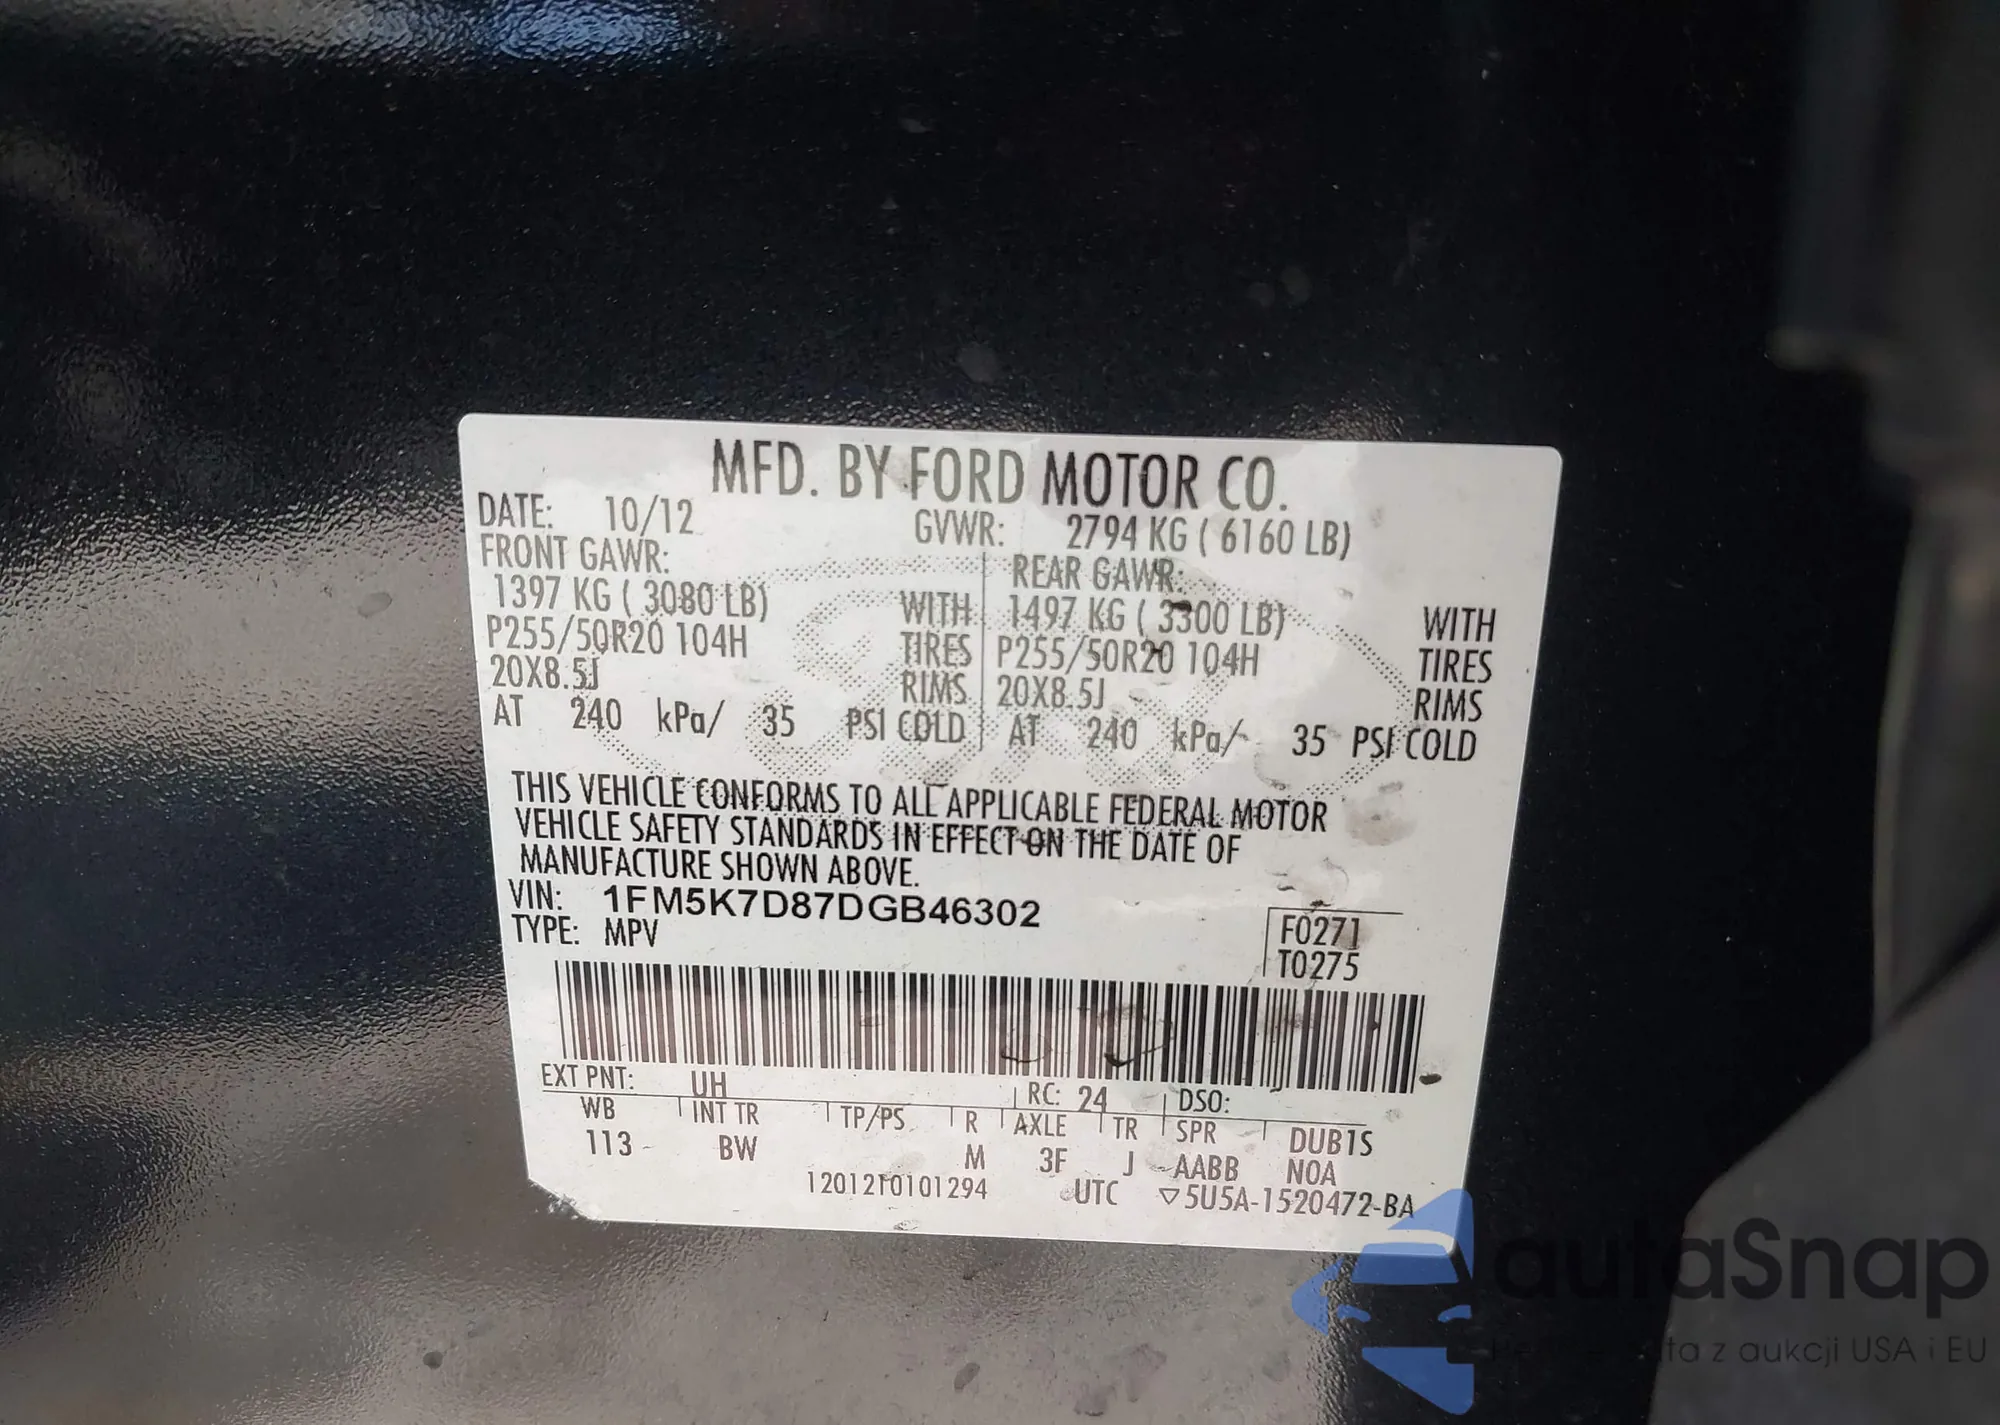 MFD. BY FORD MOTOR CO.
DATE: 10/12 GVWR: 2794 KG ( 6160 LB)
FRONT GAWR: REAR GAWR:
1397 KG ( 3080 LB) WITH 1497 KG ( 3300 LB) WITH
P255/50R20 104H TIRES P255/50R20 104H TIRES
20X8.5J RIMS 20X8.5J RIMS
AT 240 kPa/ 35 PSI COLD AT 240 kPa/ 35 PSI COLD
THIS VEHICLE CONFORMS TO ALL APPLICABLE FEDERAL MOTOR
VEHICLE SAFETY STANDARDS IN EFFECT ON THE DATE OF
MANUFACTURE SHOWN ABOVE.
VIN: 1FM5K7D87DGB46302
TYPE: MPV
F0271
T0275
EXT PNT: UH RC: 24 DSO:
WB INT TR TP/PS R AXLE TR SPR DUB1S
113 BW M 3F J AABB N0A
UTC ▽5U5A-1520472-BA
autaSnap
z aukcji USA i EU